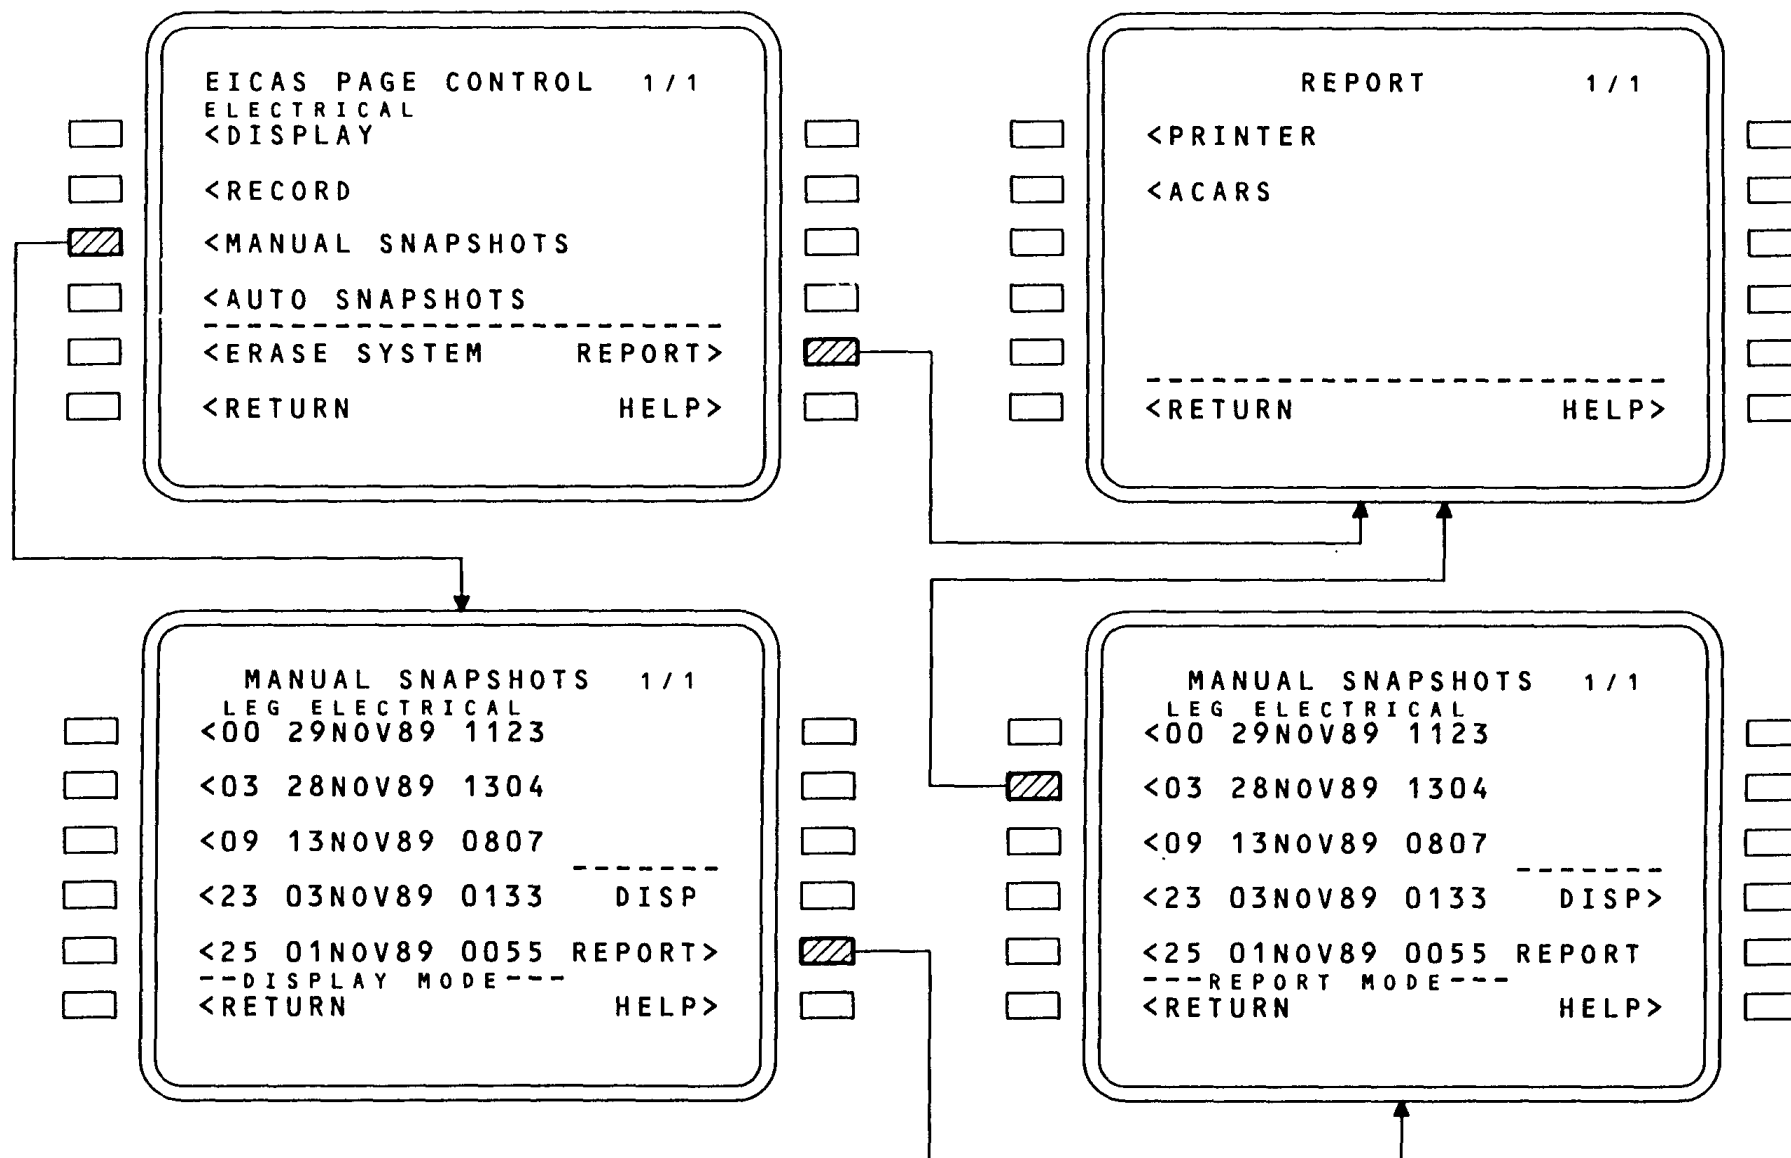 EICAS PAGE CONTROL 1/1
ELECTRICAL
<DISPLAY
<RECORD
<MANUAL SNAPSHOTS
<AUTO SNAPSHOTS
------------------------
<ERASE SYSTEM REPORT>
<RETURN HELP>
REPORT 1/1
<PRINTER
<ACARS
------------------------
<RETURN HELP>
MANUAL SNAPSHOTS 1/1
LEG ELECTRICAL
<00 29NOV89 1123
<03 28NOV89 1304
<09 13NOV89 0807
-------
<23 03NOV89 0133 DISP
<25 01NOV89 0055 REPORT>
--DISPLAY MODE---
<RETURN HELP>
MANUAL SNAPSHOTS 1/1
LEG ELECTRICAL
<00 29NOV89 1123
<03 28NOV89 1304
<09 13NOV89 0807
-------
<23 03NOV89 0133 DISP>
<25 01NOV89 0055 REPORT
---REPORT MODE---
<RETURN HELP>